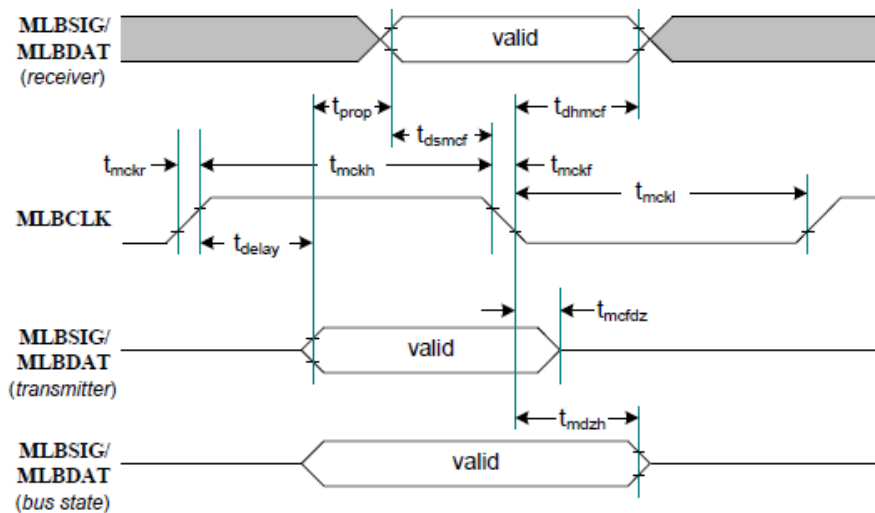 MLBSIG/
MLBDAT
(receiver)
valid
tprop
tdhmcf
tdsmcf
tmckr
tmckh
tmckf
tmckl
MLBCLK
tdelay
tmcfdz
MLBSIG/
MLBDAT
(transmitter)
valid
tmdzh
MLBSIG/
MLBDAT
(bus state)
valid